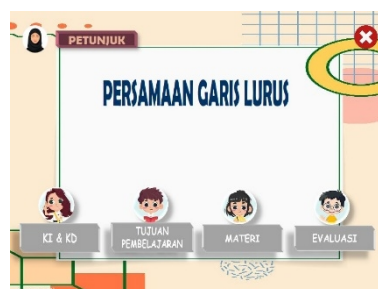 PETUNJUK
PERSAMAAN GARIS LURUS
KI & KD
TUJUAN
PEMBELAJARAN
MATERI
EVALUASI